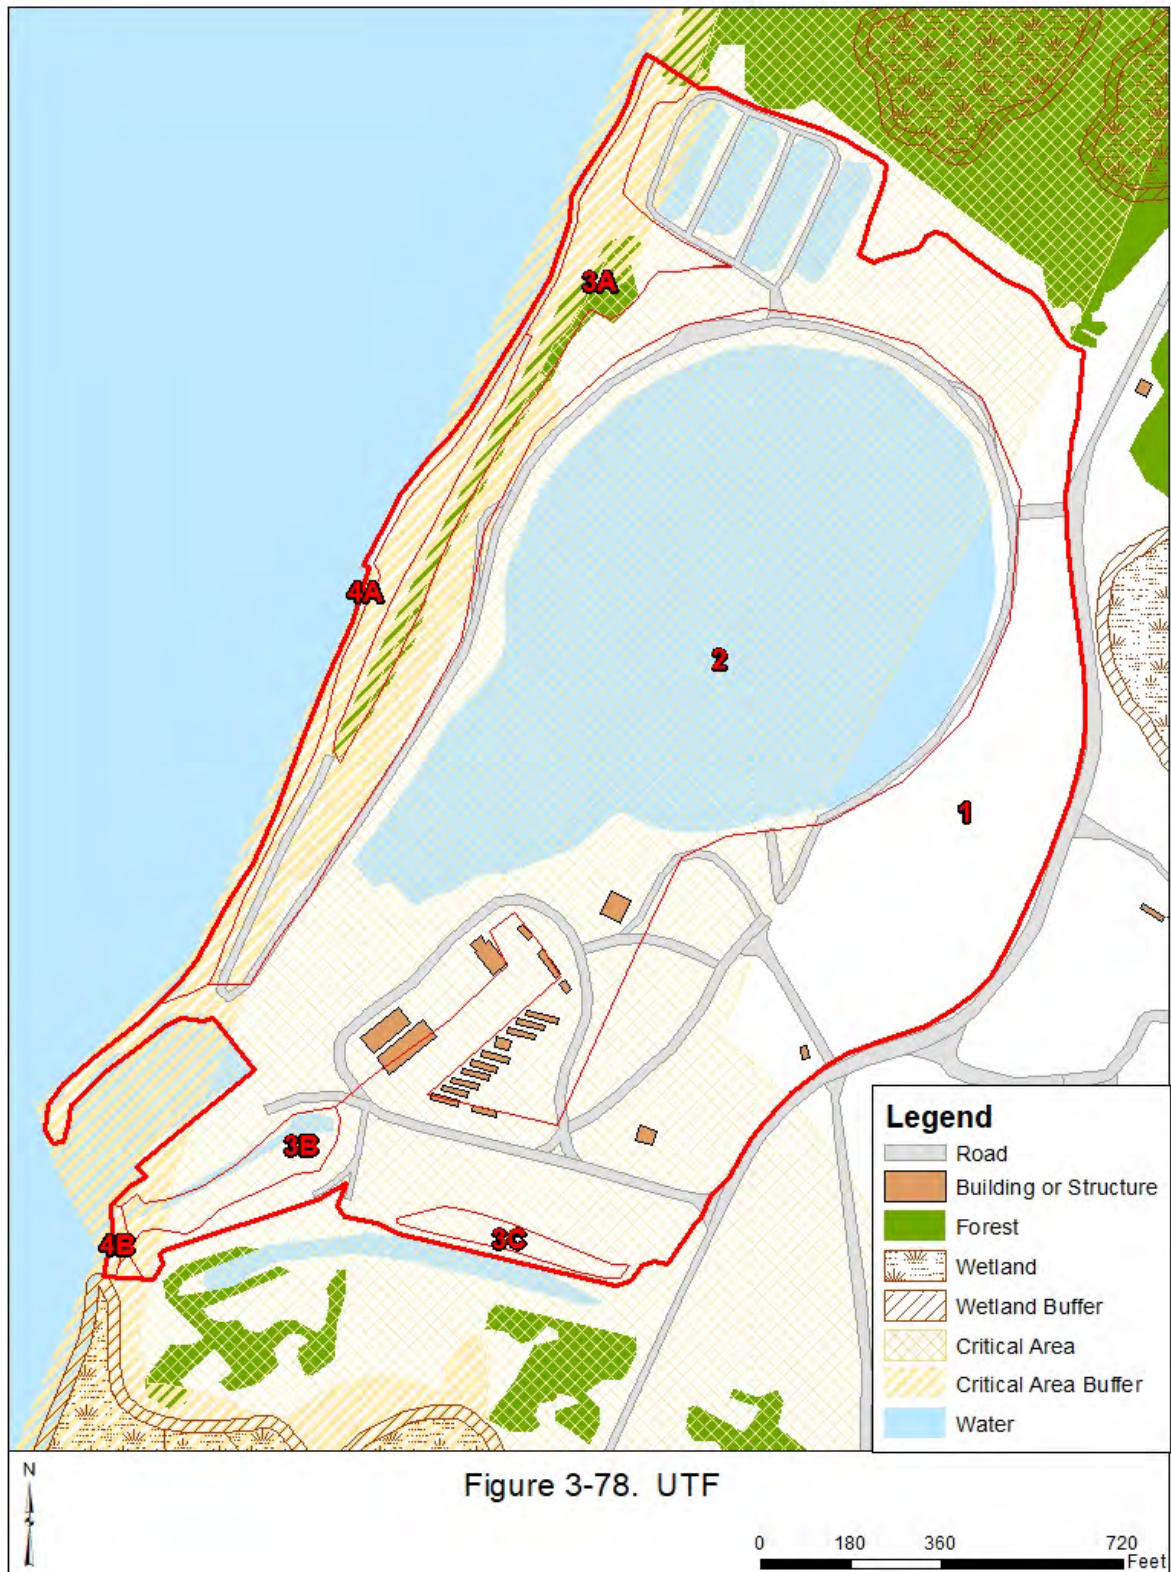 3A
4A
2
1
3B
3C
4B
Legend
Road
Building or Structure
Forest
Wetland
Wetland Buffer
Critical Area
Critical Area Buffer
Water
N
Figure 3-78. UTF
0 180 360 720
Feet